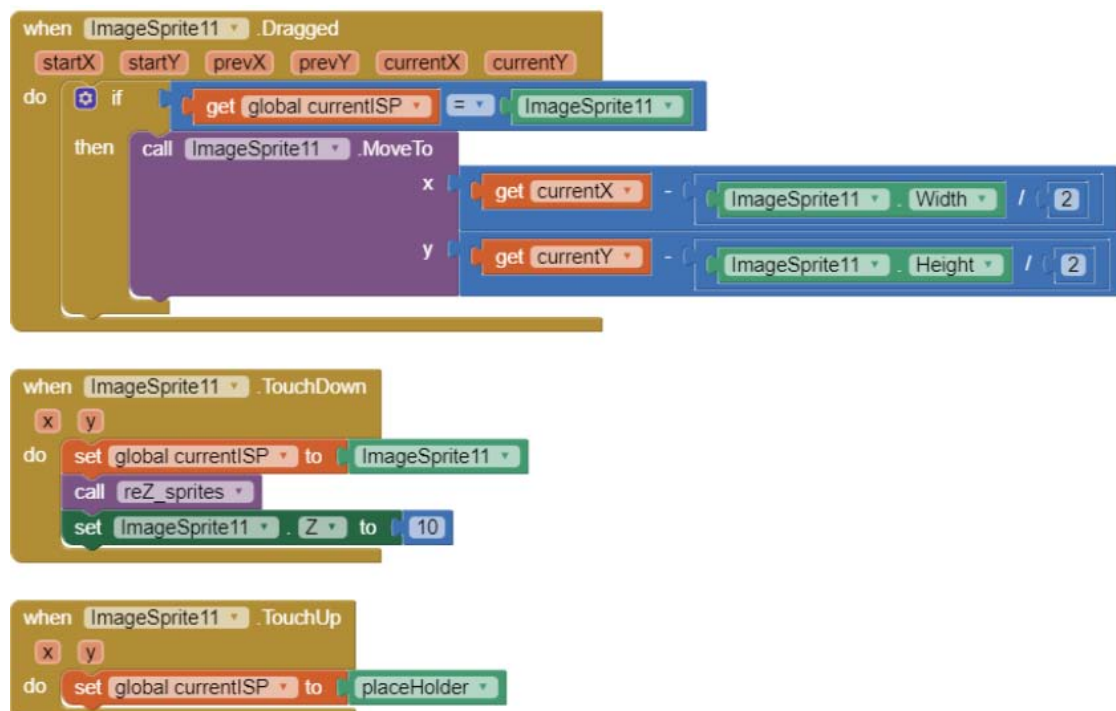 when ImageSprite11 .Dragged
startX startY prevX prevY currentX currentY
do if get global currentISP = ImageSprite11
then call ImageSprite11 .MoveTo
x get currentX - ImageSprite11 . Width / 2
y get currentY - ImageSprite11 . Height / 2
when ImageSprite11 .TouchDown
x y
do set global currentISP to ImageSprite11
call reZ_sprites
set ImageSprite11 . Z to 10
when ImageSprite11 .TouchUp
x y
do set global currentISP to placeHolder